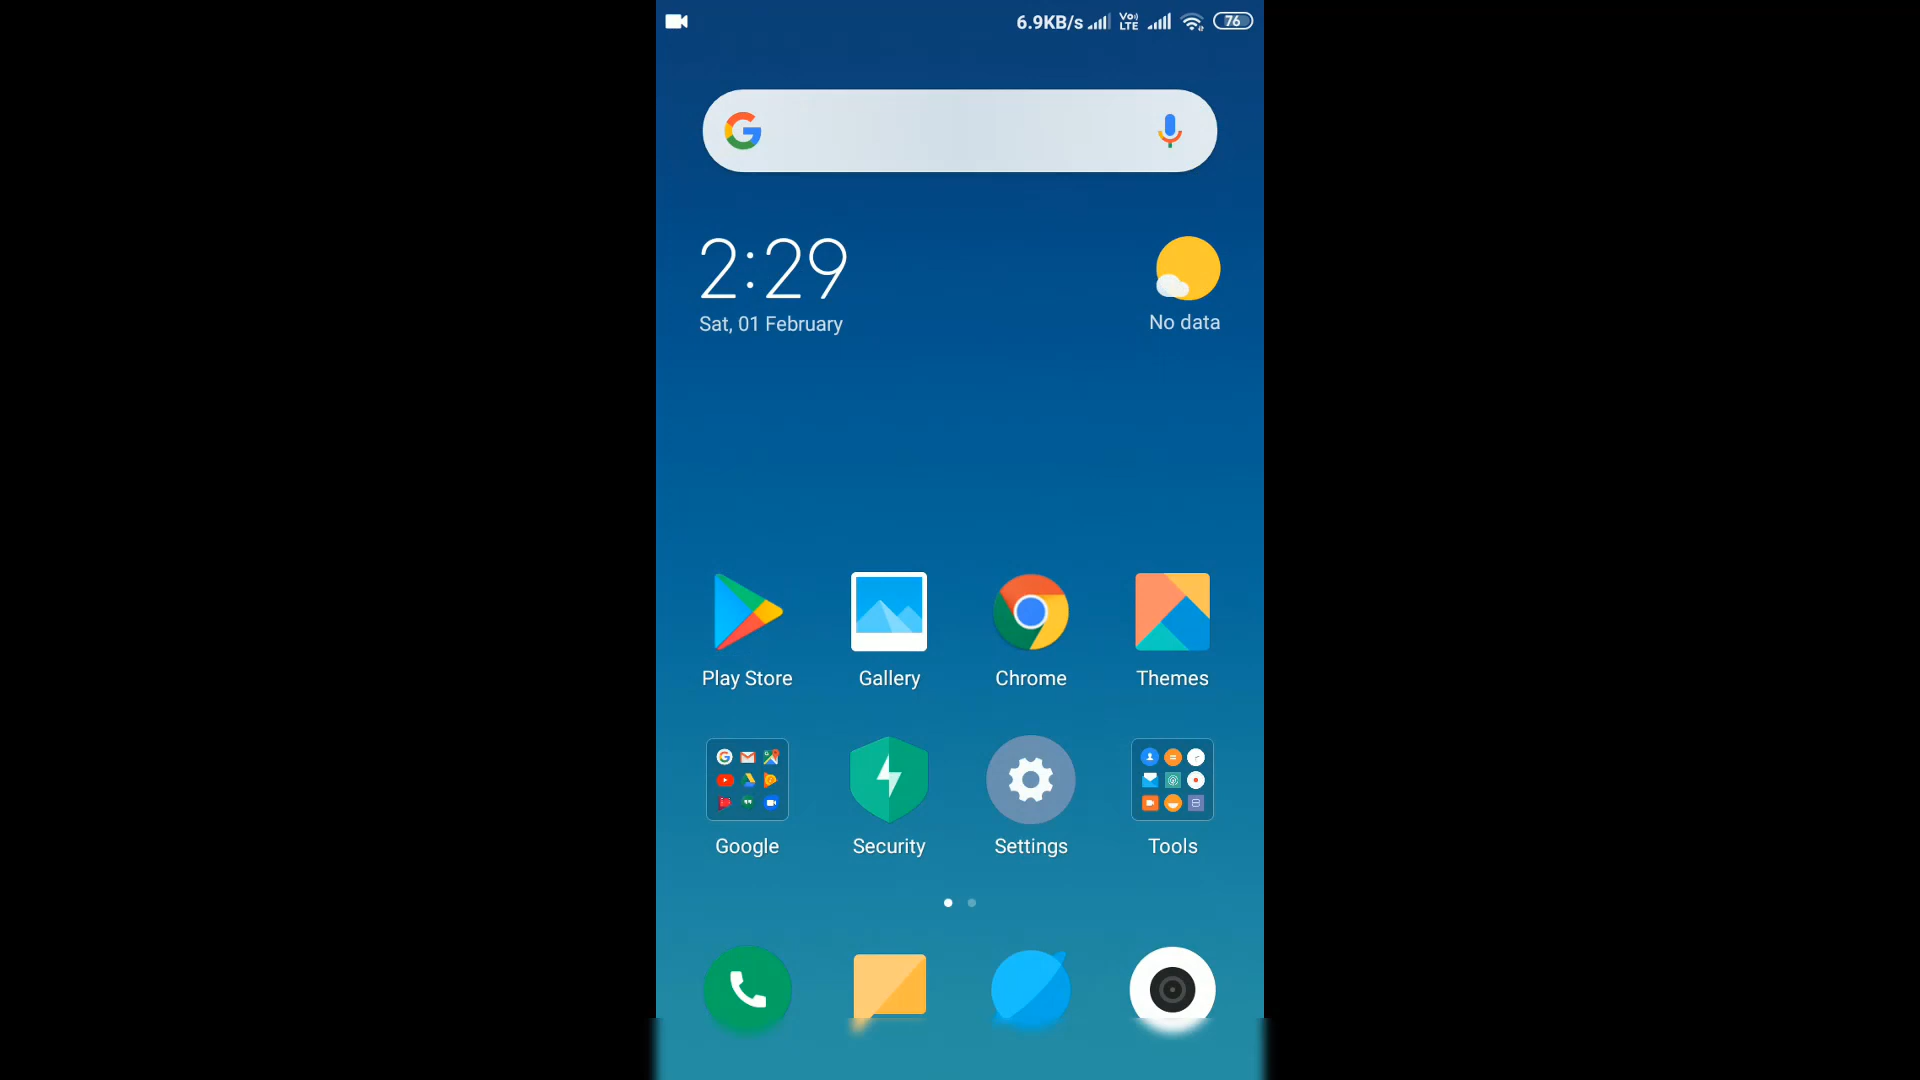 6.9KB/s Vo) LTE 76
2:29
Sat, 01 February
No data
Play Store Gallery Chrome Themes
Google Security Settings Tools